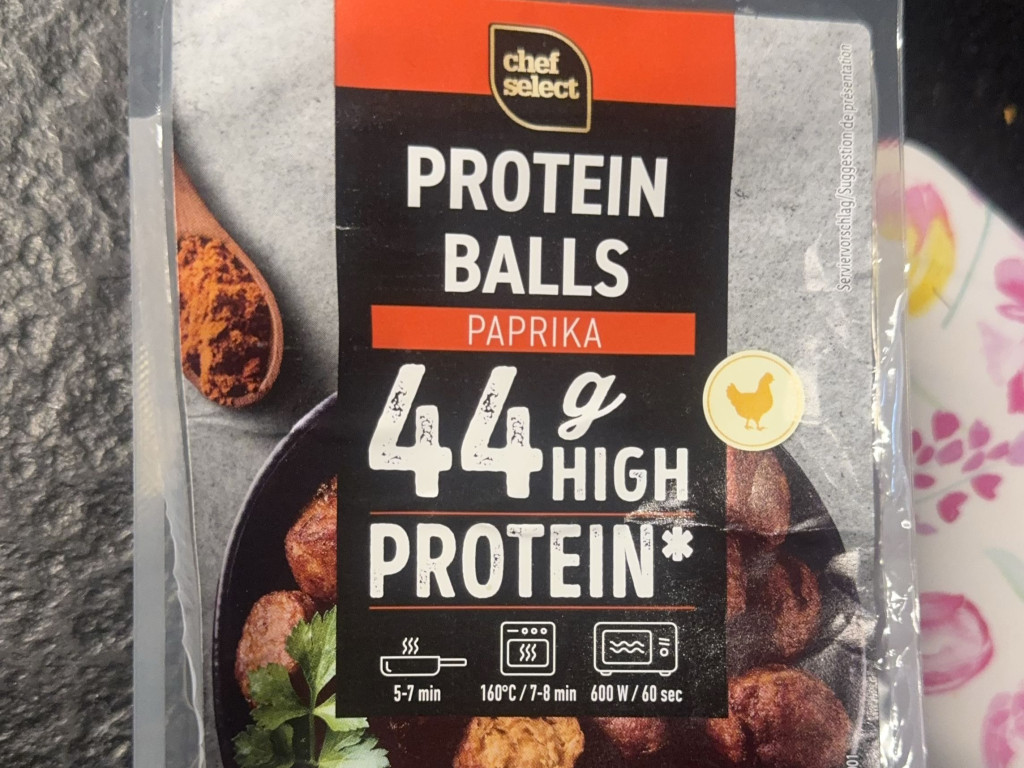 chef
select
PROTEIN
BALLS
PAPRIKA
44g
HIGH
PROTEIN*
5-7 min
160°C / 7-8 min
600 W / 60 sec
Serviervorschlag/Suggestion de présentation